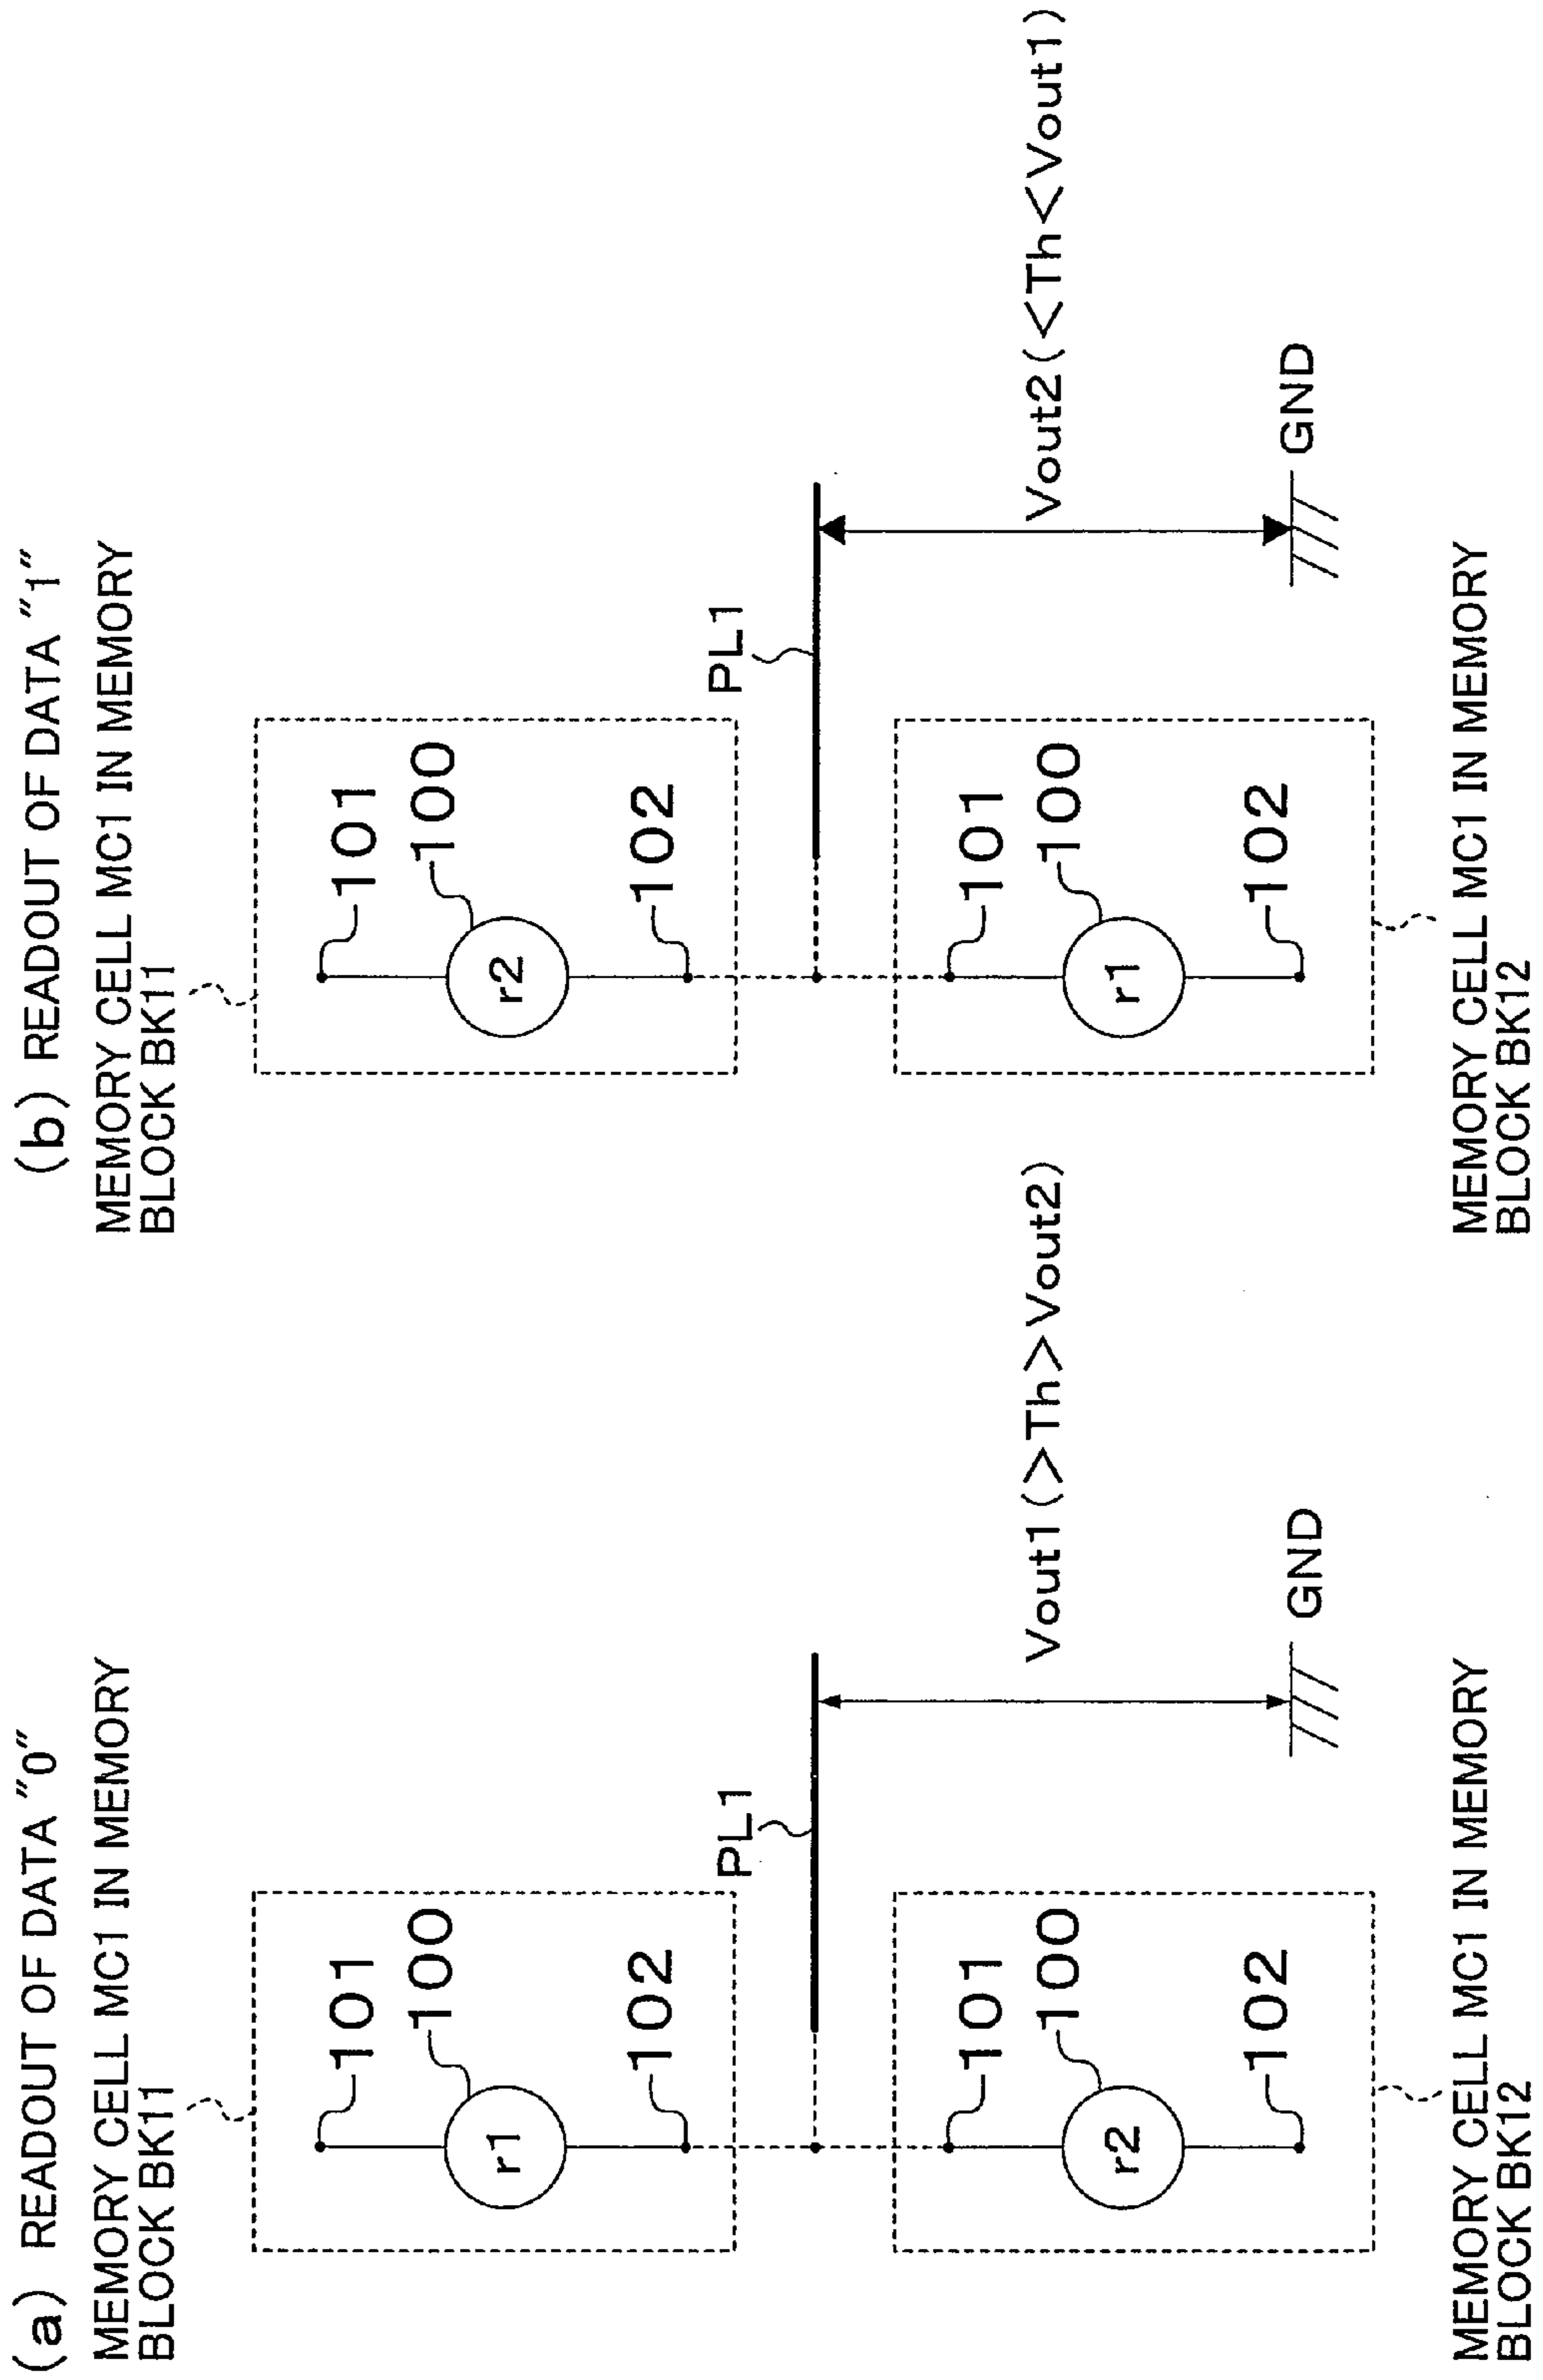 (a) READOUT OF DATA "0"
MEMORY CELL MC1 IN MEMORY
BLOCK BK11
101
r1
100
102
PL1
101
r2
100
102
Vout1(>Th>Vout2)
GND
MEMORY CELL MC1 IN MEMORY
BLOCK BK12
(b) READOUT OF DATA "1"
MEMORY CELL MC1 IN MEMORY
BLOCK BK11
101
r2
100
102
PL1
101
r1
100
102
Vout2(<Th<Vout1)
GND
MEMORY CELL MC1 IN MEMORY
BLOCK BK12